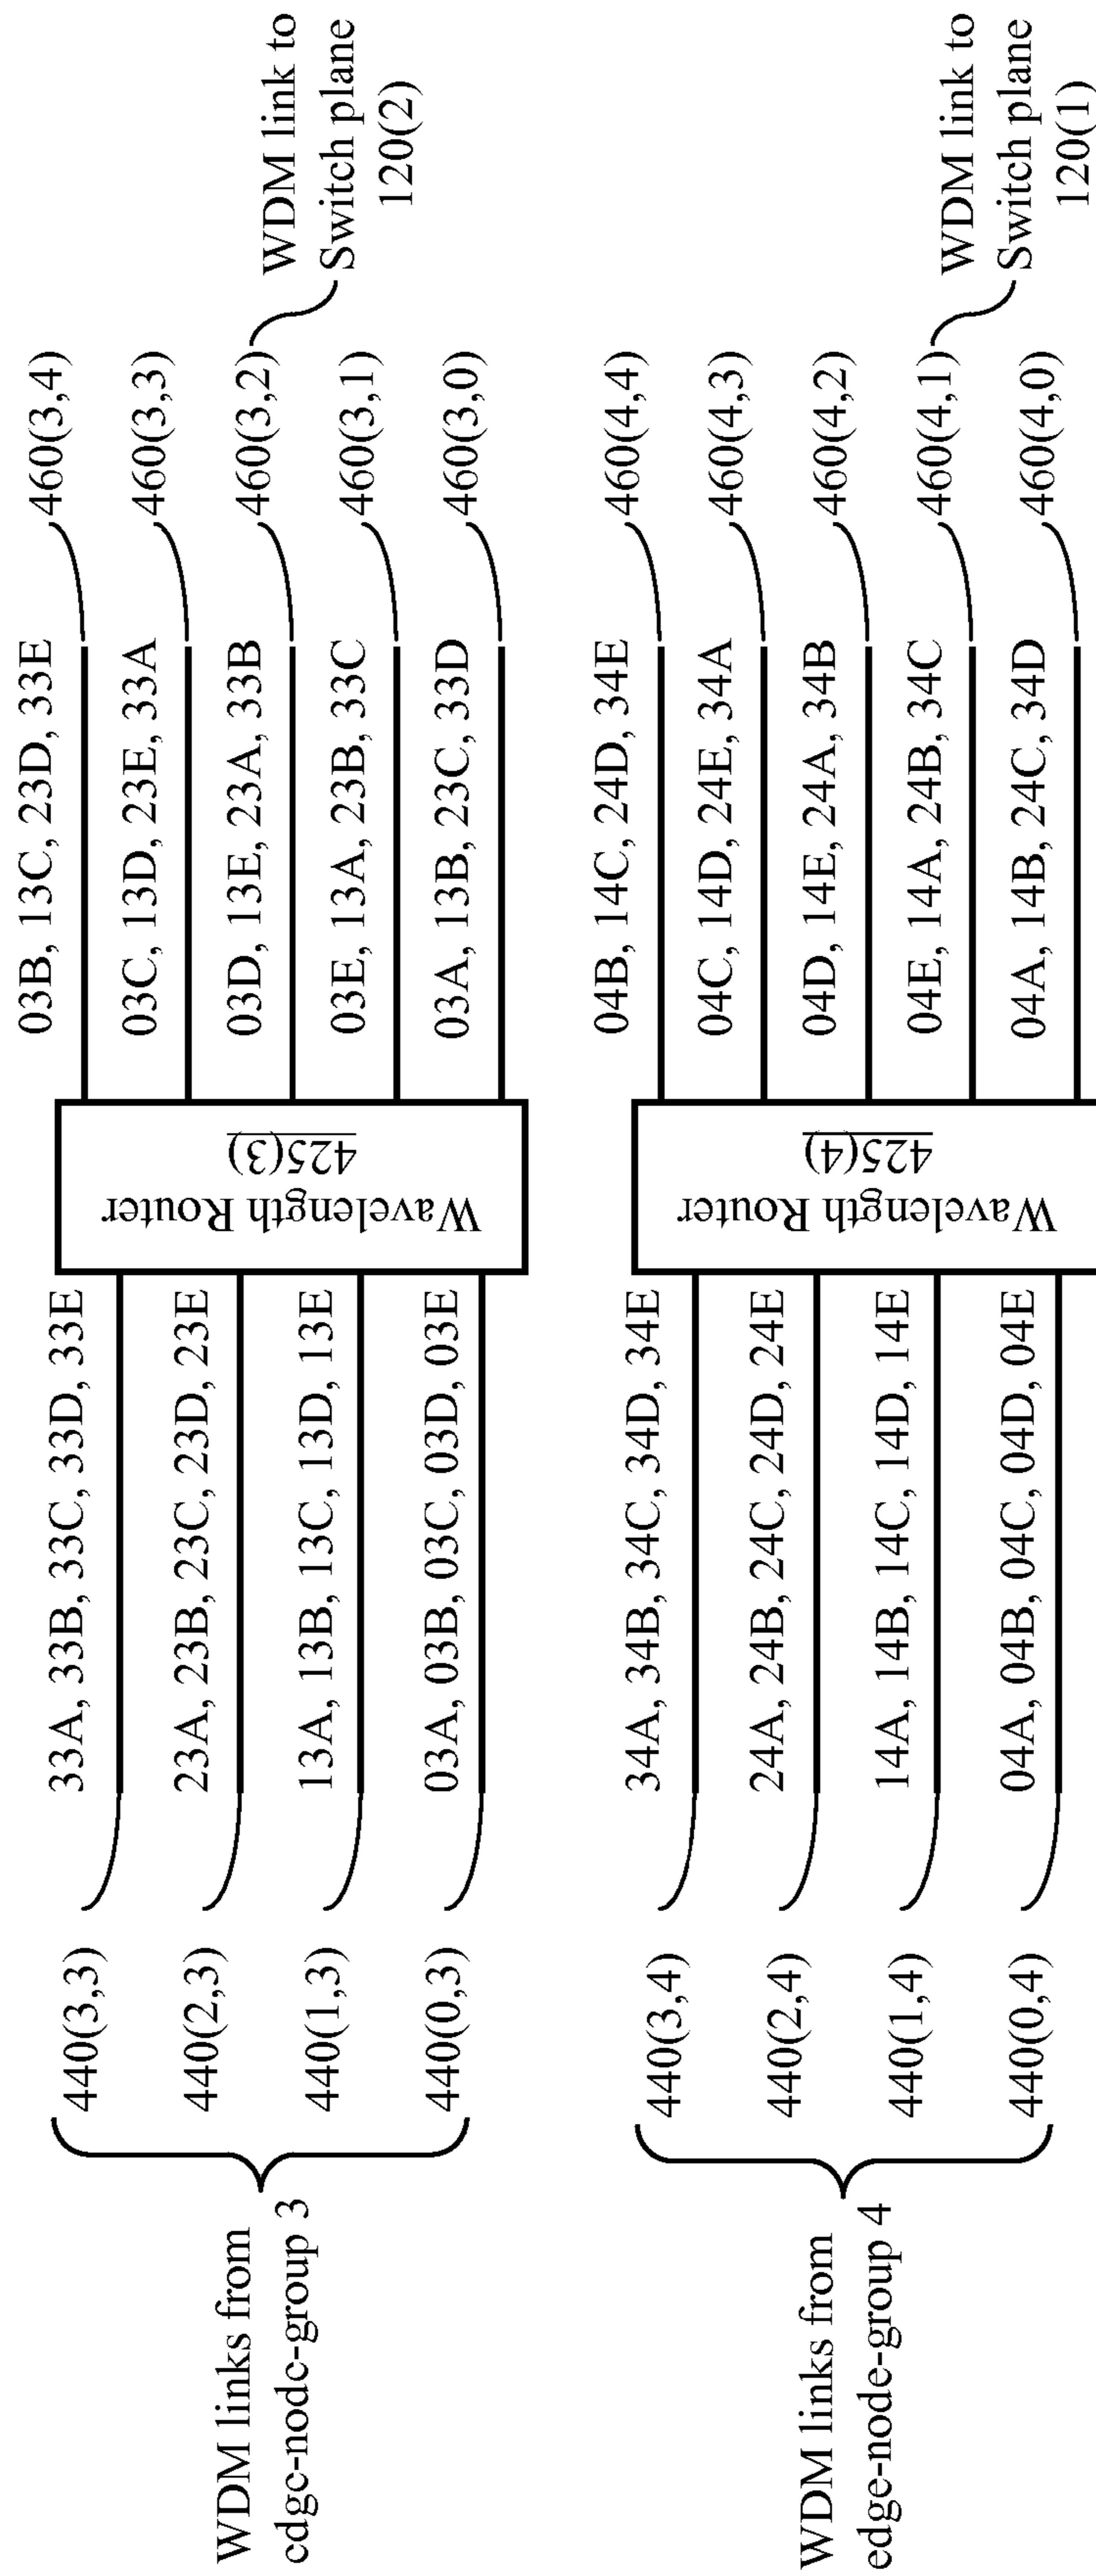 WDM links from
edge-node-group 3
440(3,3)
440(2,3)
440(1,3)
440(0,3)
33A, 33B, 33C, 33D, 33E
23A, 23B, 23C, 23D, 23E
13A, 13B, 13C, 13D, 13E
03A, 03B, 03C, 03D, 03E
Wavelength Router
425(3)
03B, 13C, 23D, 33E
03C, 13D, 23E, 33A
03D, 13E, 23A, 33B
03E, 13A, 23B, 33C
03A, 13B, 23C, 33D
460(3,4)
460(3,3)
460(3,2)
460(3,1)
460(3,0)
WDM link to
Switch plane
120(2)
WDM links from
edge-node-group 4
440(3,4)
440(2,4)
440(1,4)
440(0,4)
34A, 34B, 34C, 34D, 34E
24A, 24B, 24C, 24D, 24E
14A, 14B, 14C, 14D, 14E
04A, 04B, 04C, 04D, 04E
Wavelength Router
425(4)
04B, 14C, 24D, 34E
04C, 14D, 24E, 34A
04D, 14E, 24A, 34B
04E, 14A, 24B, 34C
04A, 14B, 24C, 34D
460(4,4)
460(4,3)
460(4,2)
460(4,1)
460(4,0)
WDM link to
Switch plane
120(1)